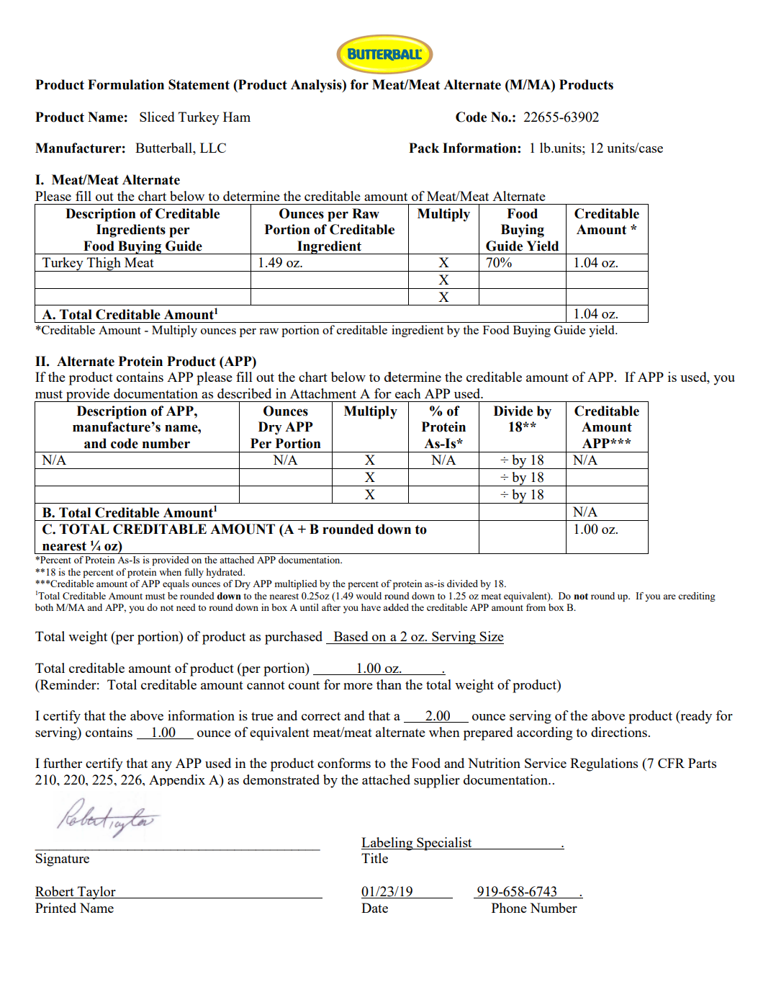 BUTTERBALL
Product Formulation Statement (Product Analysis) for Meat/Meat Alternate (M/MA) Products
Product Name: Sliced Turkey Ham Code No.: 22655-63902
Manufacturer: Butterball, LLC Pack Information: 1 lb.units; 12 units/case
I. Meat/Meat Alternate
Please fill out the chart below to determine the creditable amount of Meat/Meat Alternate
Description of Creditable Ounces per Raw Multiply Food Creditable
Ingredients per Portion of Creditable Buying Amount *
Food Buying Guide Ingredient Guide Yield
Turkey Thigh Meat 1.49 oz. X 70% 1.04 oz.
X
X
A. Total Creditable Amount¹ 1.04 oz.
*Creditable Amount - Multiply ounces per raw portion of creditable ingredient by the Food Buying Guide yield.
II. Alternate Protein Product (APP)
If the product contains APP please fill out the chart below to determine the creditable amount of APP. If APP is used, you
must provide documentation as described in Attachment A for each APP used.
Description of APP, Ounces Multiply % of Divide by Creditable
manufacture's name, Dry APP Protein 18** Amount
and code number Per Portion As-Is* APP***
N/A N/A X N/A ÷ by 18 N/A
X ÷ by 18
X ÷ by 18
B. Total Creditable Amount¹ N/A
C. TOTAL CREDITABLE AMOUNT (A + B rounded down to 1.00 oz.
nearest ¼ oz)
*Percent of Protein As-Is is provided on the attached APP documentation.
**18 is the percent of protein when fully hydrated.
***Creditable amount of APP equals ounces of Dry APP multiplied by the percent of protein as-is divided by 18.
¹Total Creditable Amount must be rounded down to the nearest 0.25oz (1.49 would round down to 1.25 oz meat equivalent). Do not round up. If you are crediting
both M/MA and APP, you do not need to round down in box A until after you have added the creditable APP amount from box B.
Total weight (per portion) of product as purchased Based on a 2 oz. Serving Size
Total creditable amount of product (per portion) 1.00 oz. .
(Reminder: Total creditable amount cannot count for more than the total weight of product)
I certify that the above information is true and correct and that a 2.00 ounce serving of the above product (ready for
serving) contains 1.00 ounce of equivalent meat/meat alternate when prepared according to directions.
I further certify that any APP used in the product conforms to the Food and Nutrition Service Regulations (7 CFR Parts
210, 220, 225, 226, Appendix A) as demonstrated by the attached supplier documentation..
Robert Taylor
Labeling Specialist .
Signature Title
Robert Taylor 01/23/19 919-658-6743 .
Printed Name Date Phone Number